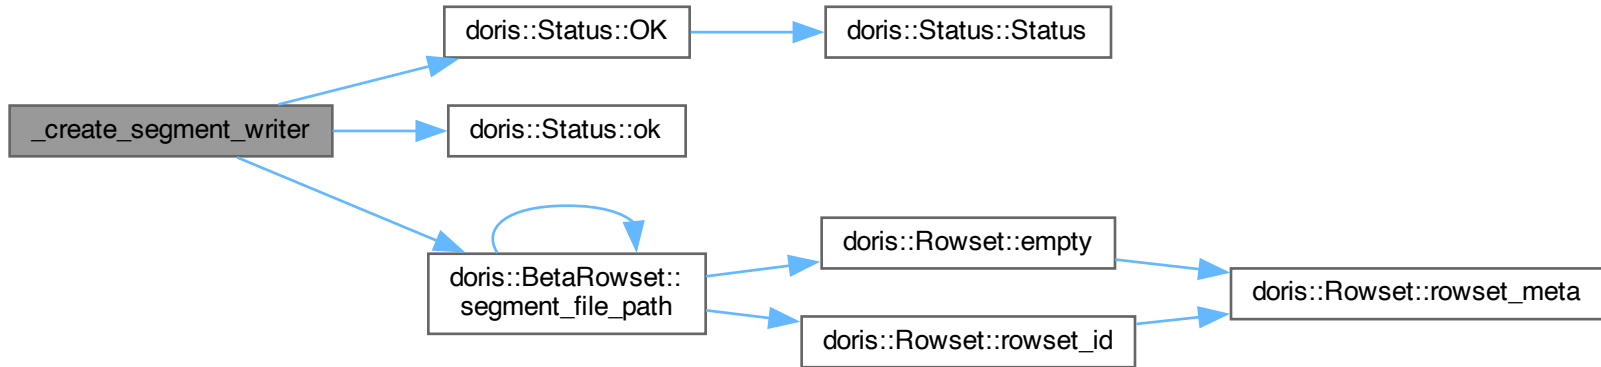 doris::Status::OK
doris::Status::Status
_create_segment_writer
doris::Status::ok
doris::BetaRowset::
segment_file_path
doris::Rowset::empty
doris::Rowset::rowset_meta
doris::Rowset::rowset_id